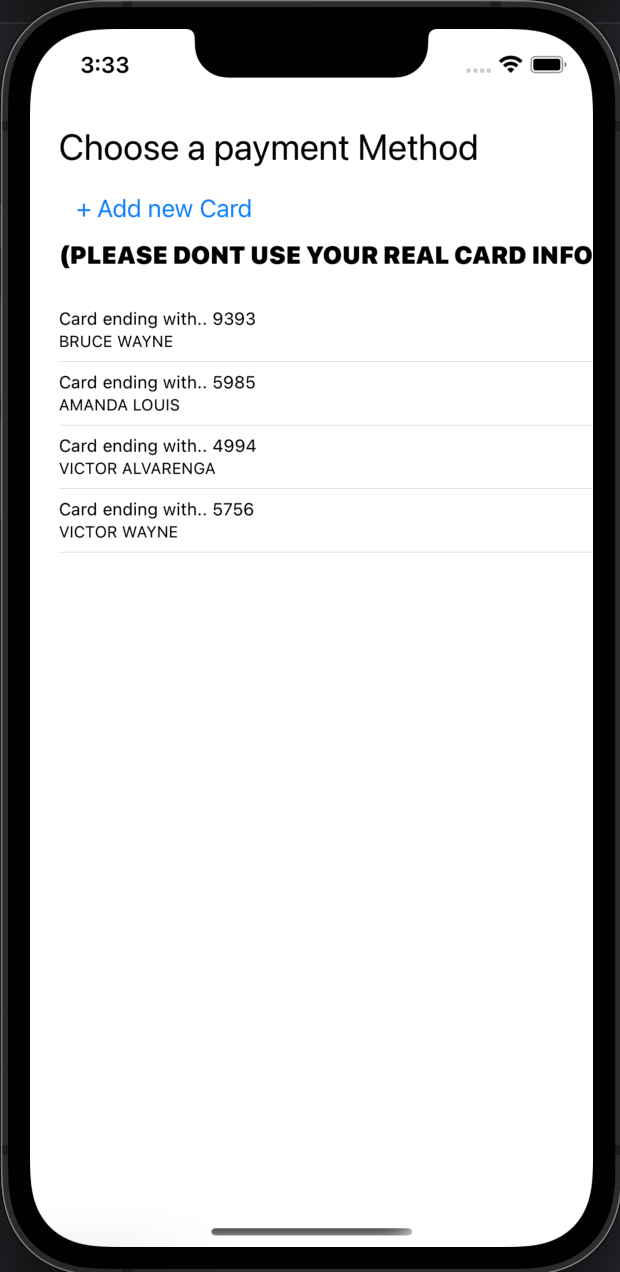 3:33
Choose a payment Method
+ Add new Card
(PLEASE DONT USE YOUR REAL CARD INFO
Card ending with.. 9393
BRUCE WAYNE
Card ending with.. 5985
AMANDA LOUIS
Card ending with.. 4994
VICTOR ALVARENGA
Card ending with.. 5756
VICTOR WAYNE